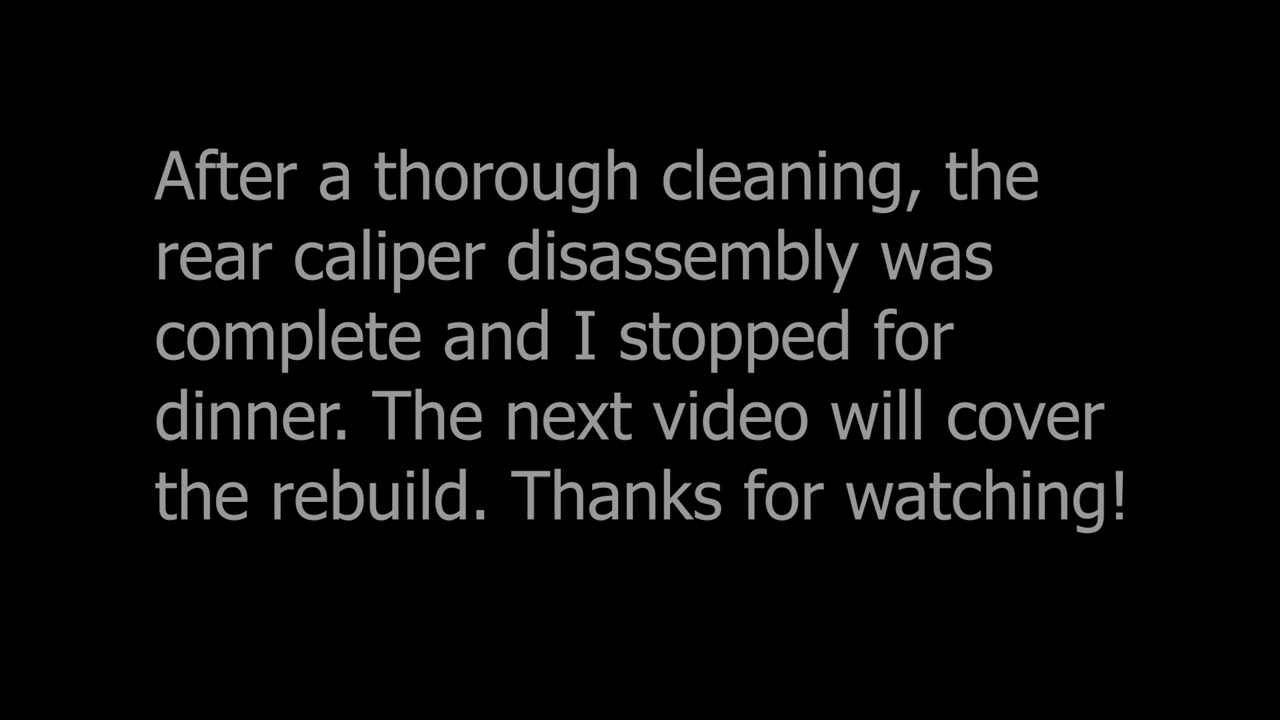 After a thorough cleaning, the
rear caliper disassembly was
complete and I stopped for
dinner. The next video will cover
the rebuild. Thanks for watching!